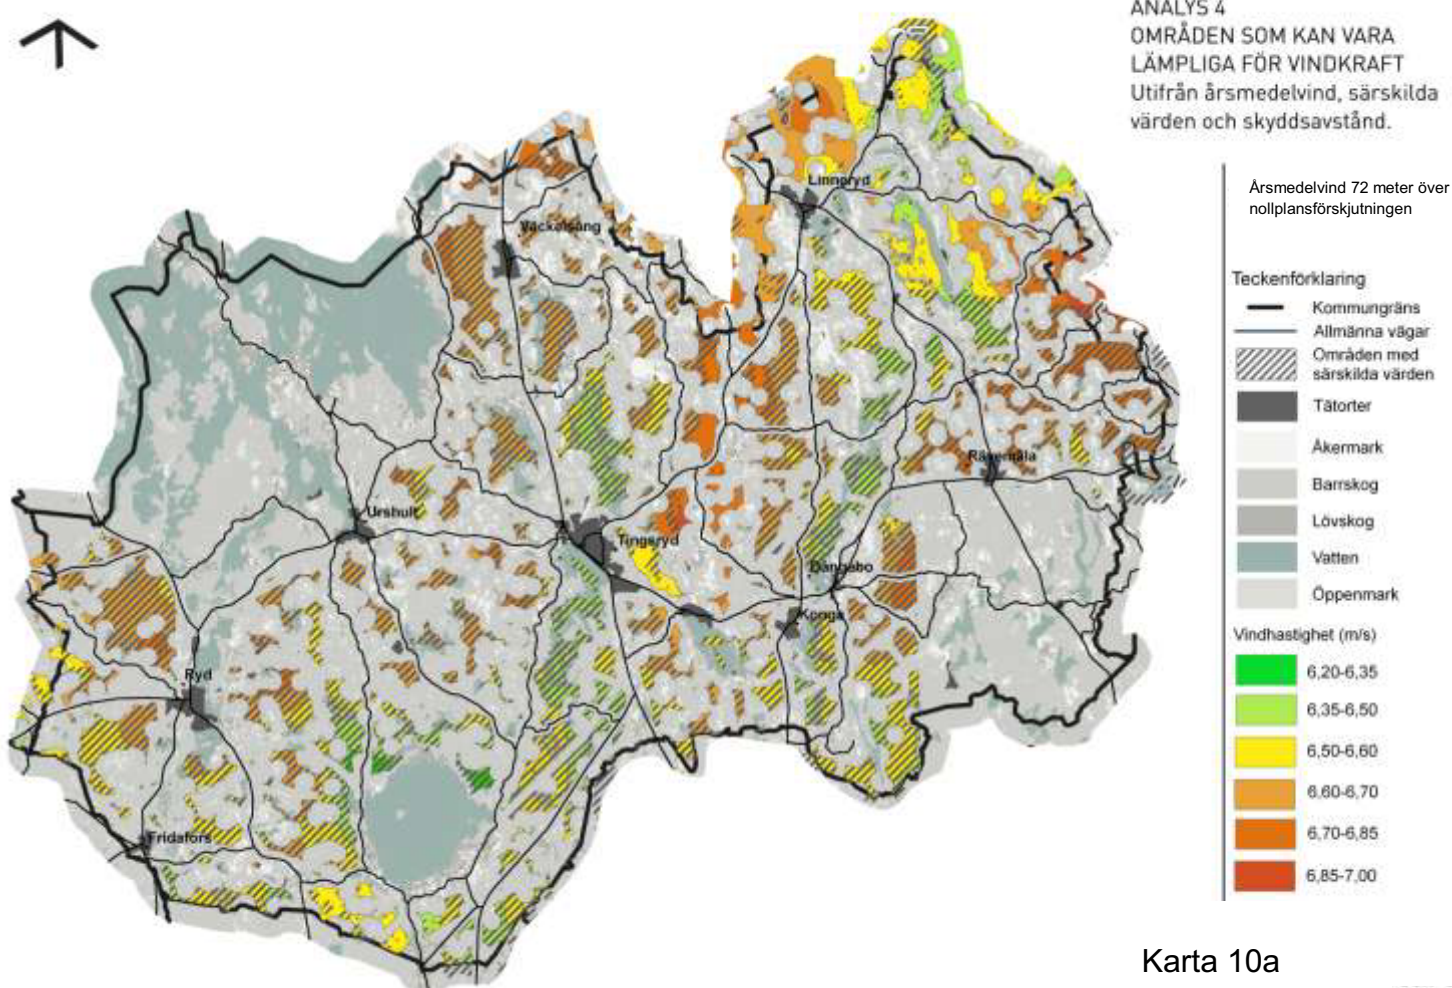 ANALYS 4
OMRÅDEN SOM KAN VARA
LÄMPLIGA FÖR VINDKRAFT
Utifrån årsmedelvind, särskilda
värden och skyddsavstånd.
Årsmedelvind 72 meter över
nollplansförskjutningen
Teckenförklaring
Kommungräns
Allmänna vägar
Områden med
särskilda värden
Tätorter
Åkermark
Barrskog
Lövskog
Vatten
Öppenmark
Vindhastighet (m/s)
6,20-6,35
6,35-6,50
6,50-6,60
6,60-6,70
6,70-6,85
6,85-7,00
Linneryd
Väckelsång
Rävemåla
Urshult
Tingsryd
Dångebo
Konga
Ryd
Fridafors
Karta 10a